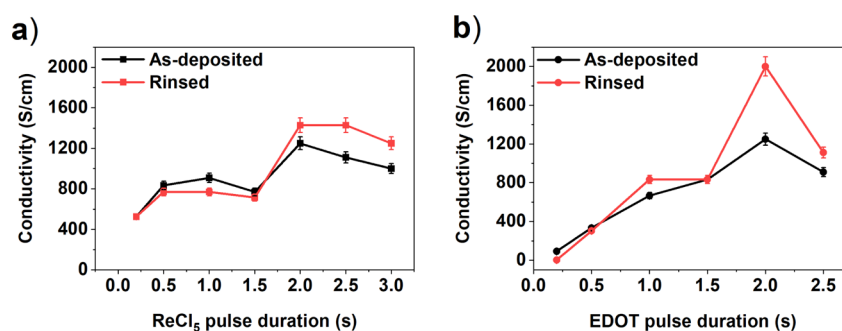 a)
As-deposited
Rinsed
Conductivity (S/cm)
2000
1600
1200
800
400
0
0.0 0.5 1.0 1.5 2.0 2.5 3.0
ReCl₅ pulse duration (s)
b)
As-deposited
Rinsed
Conductivity (S/cm)
2000
1600
1200
800
400
0
0.0 0.5 1.0 1.5 2.0 2.5
EDOT pulse duration (s)